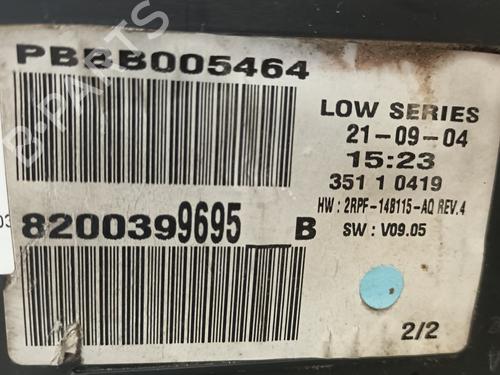 PBBB005464
LOW SERIES
21-09-04
15:23
351 1 0419
HW : 2RPF-14B115-AQ REV.4
SW : V09.05
8200399695__B
2/2
B-PARTS